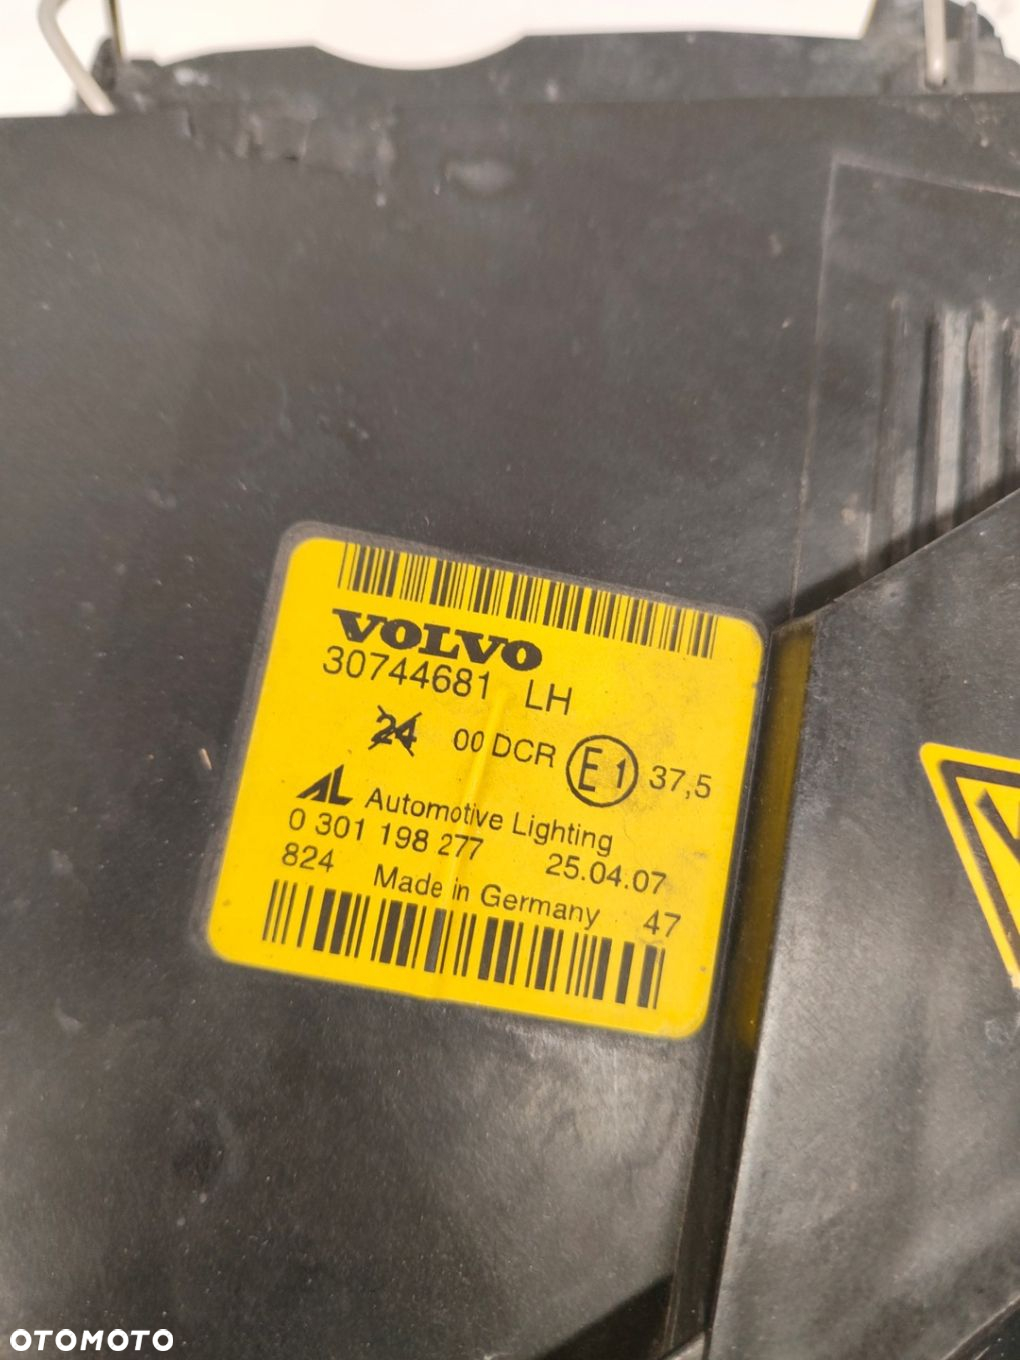 VOLVO
30744681 LH
24 00 DCR E1 37,5
AL Automotive Lighting
0 301 198 277 25.04.07
824 Made in Germany 47
OTOMOTO